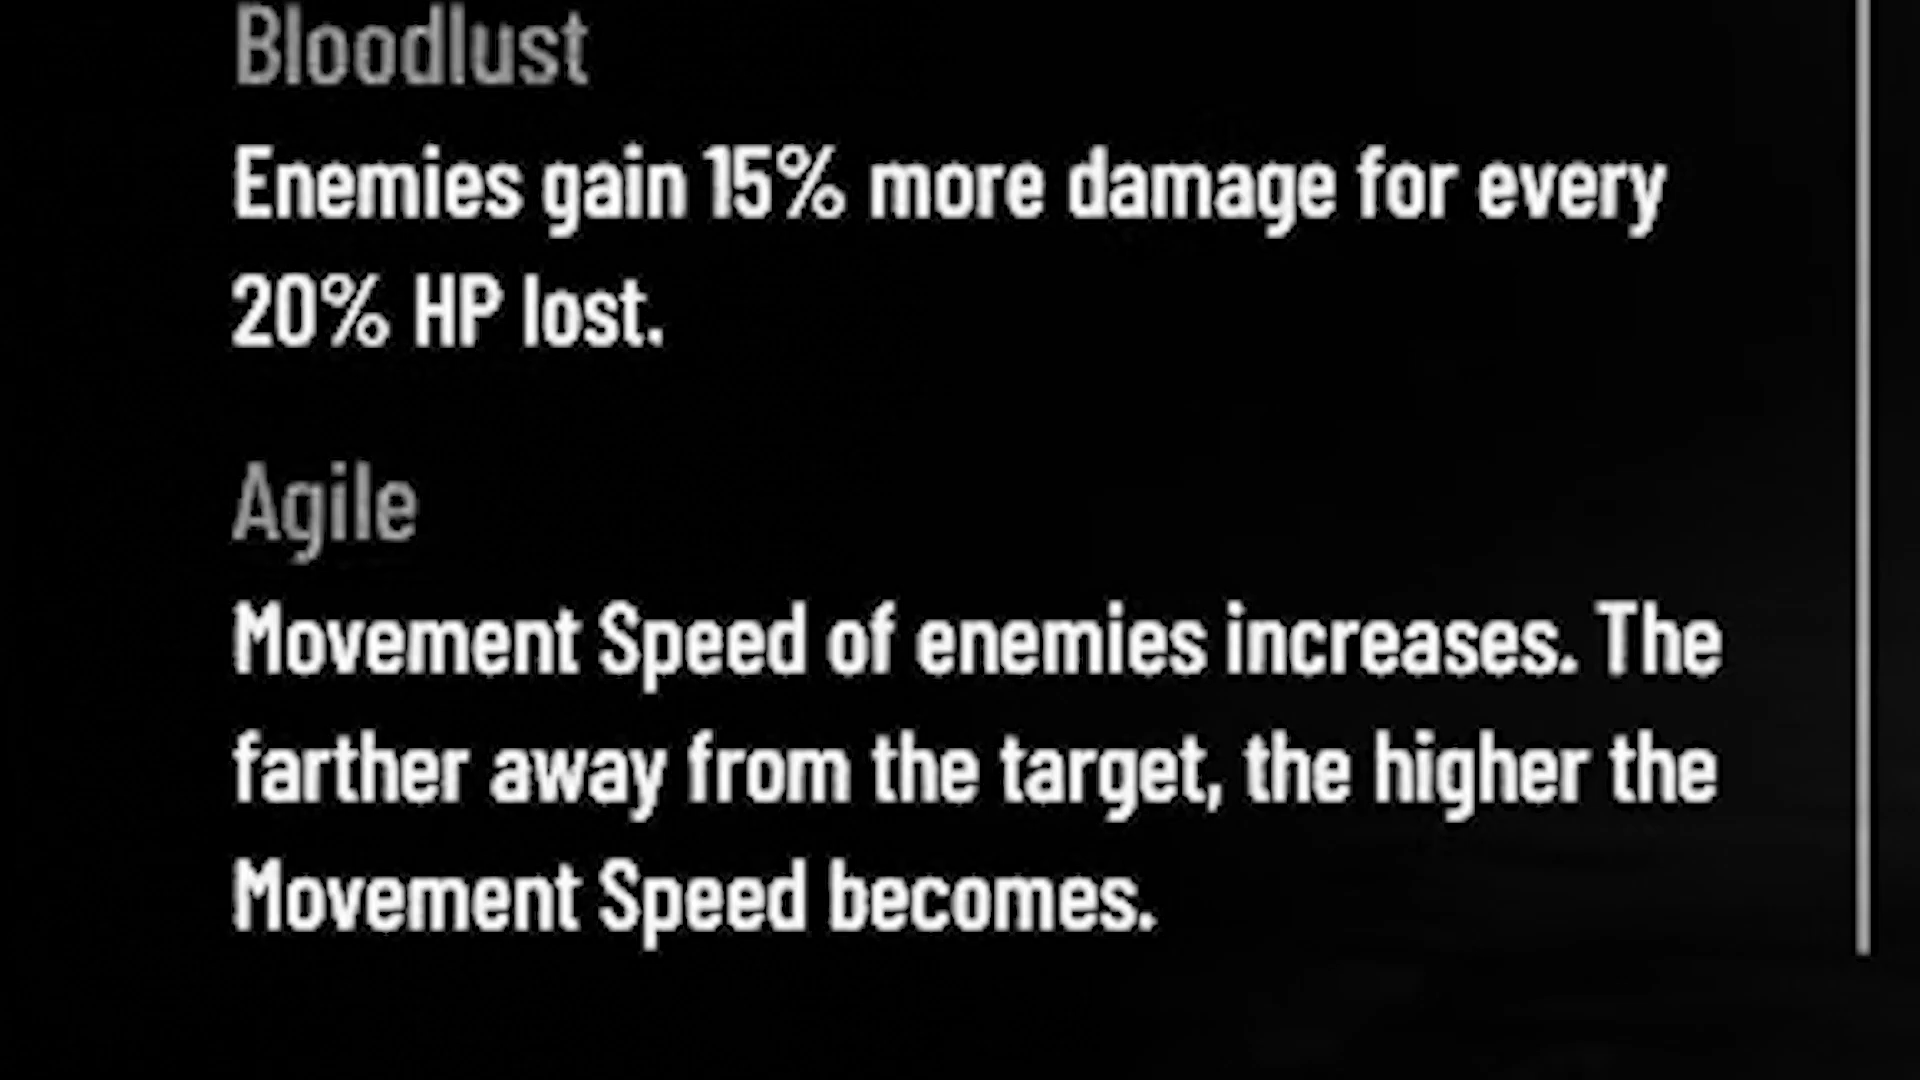 Bloodlust
Enemies gain 15% more damage for every
20% HP lost.
Agile
Movement Speed of enemies increases. The
farther away from the target, the higher the
Movement Speed becomes.